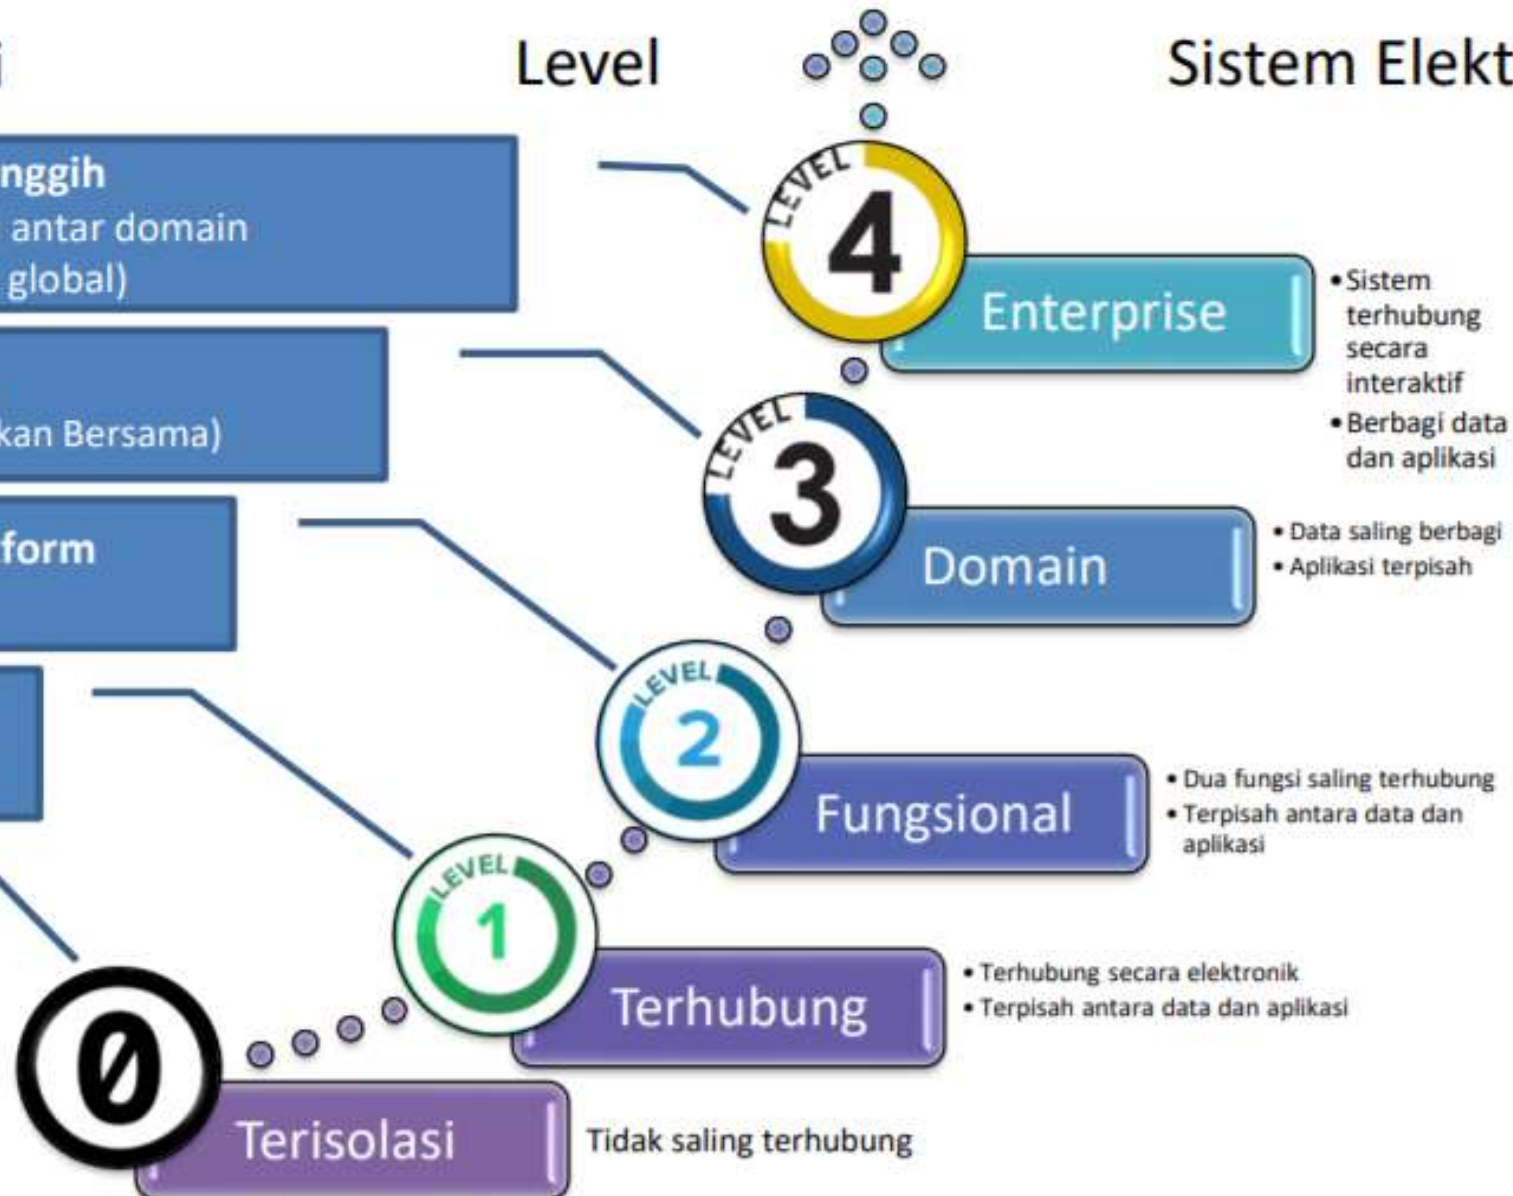 i
Level
Sistem Elekt
nggih
antar domain
global)
kan Bersama)
form
LEVEL
4
Enterprise
• Sistem
terhubung
secara
interaktif
• Berbagi data
dan aplikasi
LEVEL
3
Domain
• Data saling berbagi
• Aplikasi terpisah
LEVEL
2
Fungsional
• Dua fungsi saling terhubung
• Terpisah antara data dan
aplikasi
LEVEL
1
Terhubung
• Terhubung secara elektronik
• Terpisah antara data dan aplikasi
0
Terisolasi
Tidak saling terhubung